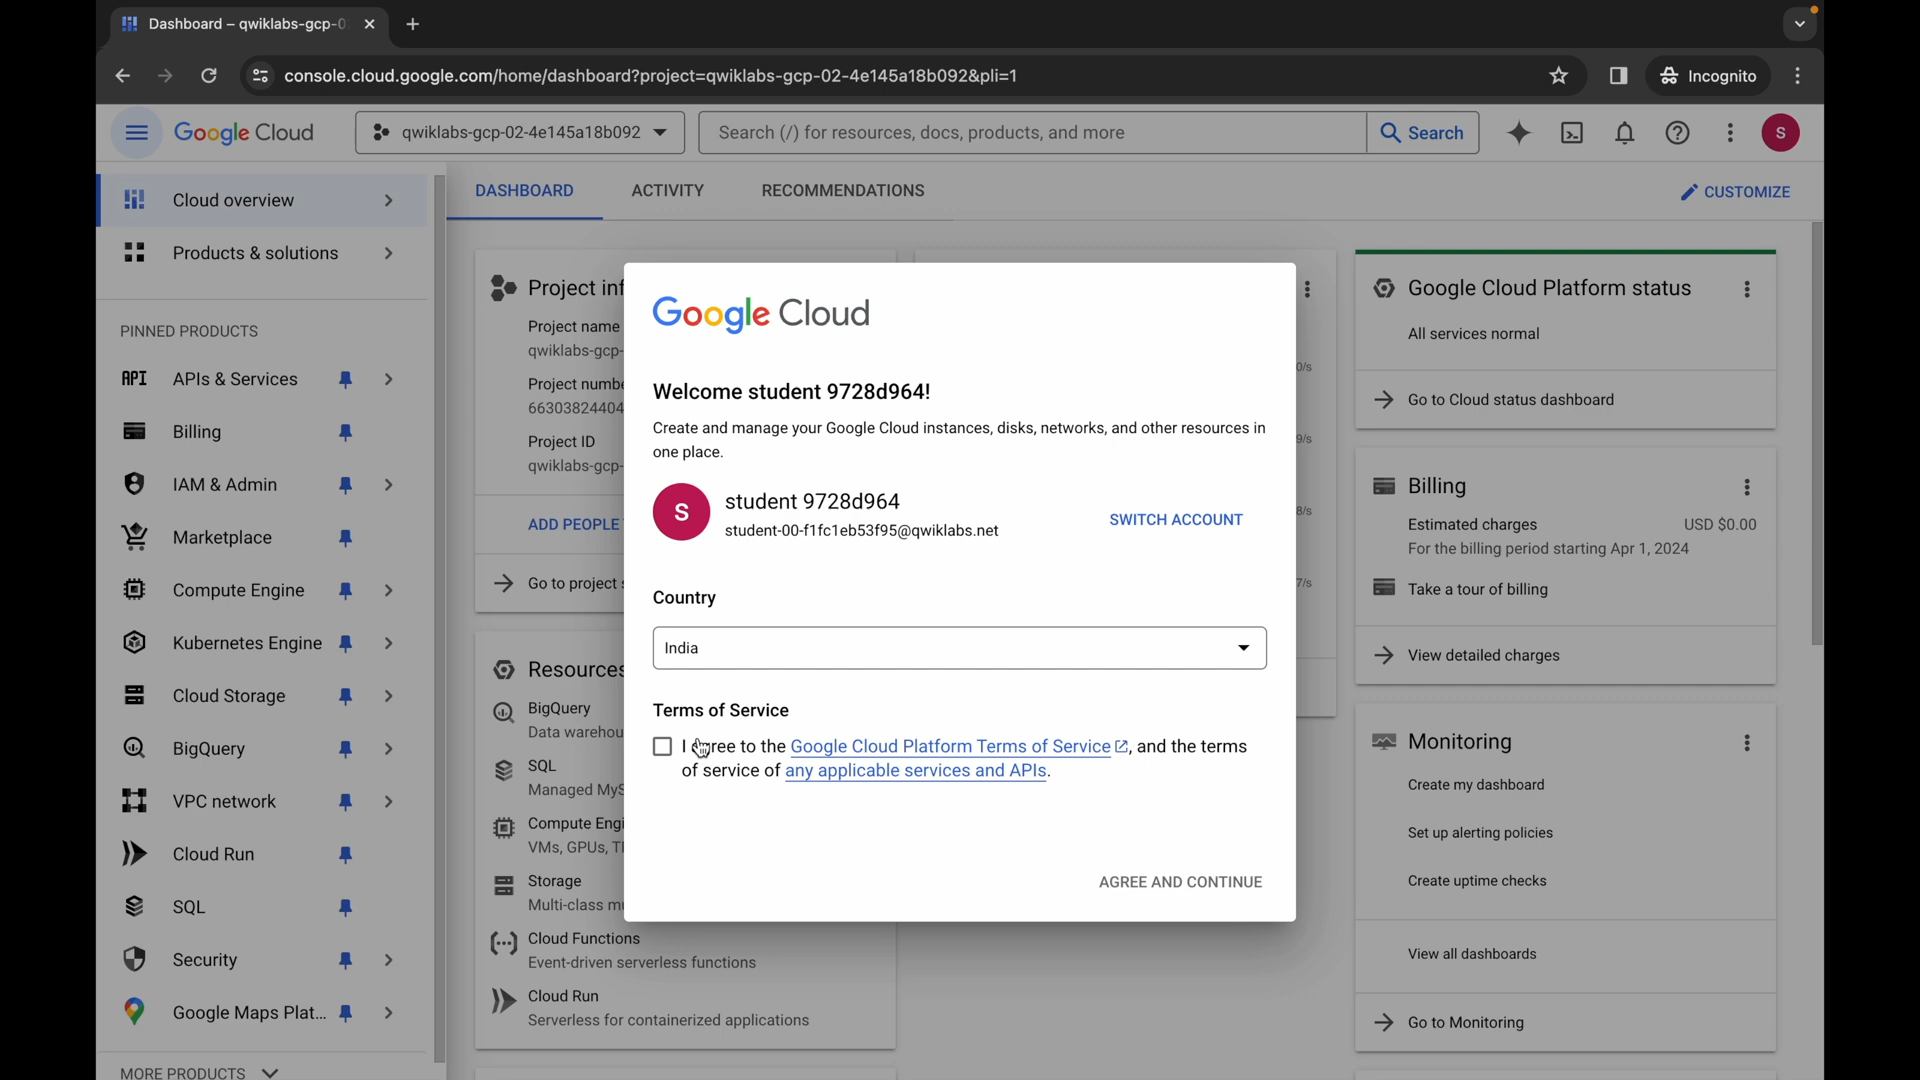 Dashboard – qwiklabs-gcp-0
console.cloud.google.com/home/dashboard?project=qwiklabs-gcp-02-4e145a18b092&pli=1
Incognito
Google Cloud
qwiklabs-gcp-02-4e145a18b092
Search (/) for resources, docs, products, and more
Search
S
Cloud overview
Products & solutions
PINNED PRODUCTS
API APIs & Services
Billing
IAM & Admin
Marketplace
Compute Engine
Kubernetes Engine
Cloud Storage
BigQuery
VPC network
Cloud Run
SQL
Security
Google Maps Plat...
MORE PRODUCTS
DASHBOARD
ACTIVITY
RECOMMENDATIONS
CUSTOMIZE
Project inf
Project name
qwiklabs-gcp-
Project numbe
66303824404
Project ID
qwiklabs-gcp-
ADD PEOPLE
Go to project s
Resources
BigQuery
Data warehou
SQL
Managed MyS
Compute Engi
VMs, GPUs, T
Storage
Multi-class mu
Cloud Functions
Event-driven serverless functions
Cloud Run
Serverless for containerized applications
Google Cloud
Welcome student 9728d964!
Create and manage your Google Cloud instances, disks, networks, and other resources in
one place.
S
student 9728d964
student-00-f1fc1eb53f95@qwiklabs.net
SWITCH ACCOUNT
Country
India
Terms of Service
I agree to the Google Cloud Platform Terms of Service, and the terms
of service of any applicable services and APIs.
AGREE AND CONTINUE
0/s
9/s
8/s
7/s
Google Cloud Platform status
All services normal
Go to Cloud status dashboard
Billing
Estimated charges
USD $0.00
For the billing period starting Apr 1, 2024
Take a tour of billing
View detailed charges
Monitoring
Create my dashboard
Set up alerting policies
Create uptime checks
View all dashboards
Go to Monitoring